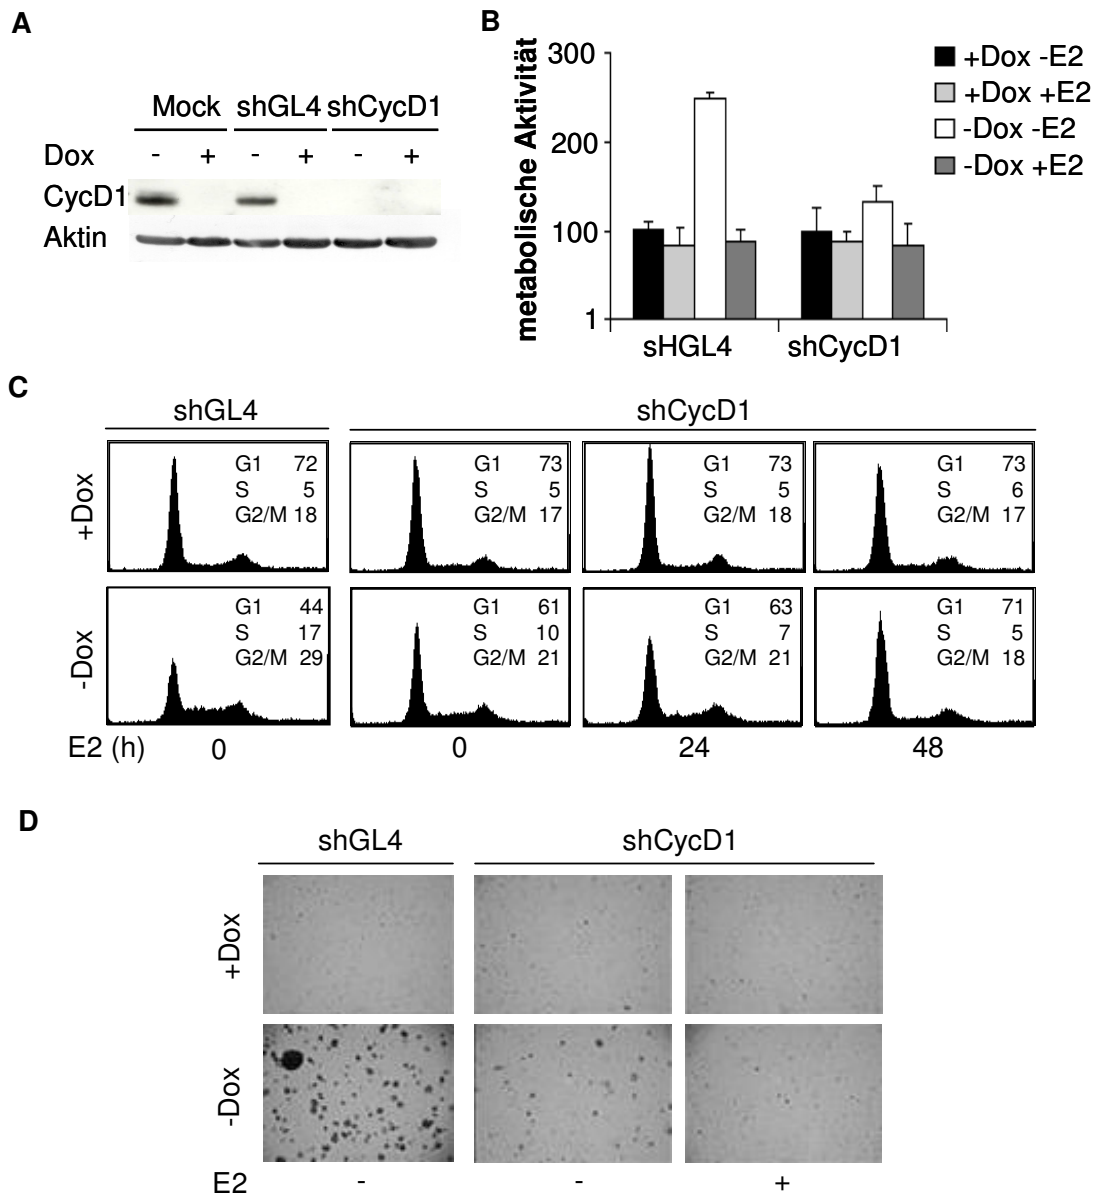 A
Mock shGL4 shCycD1
Dox - + - + - +
CycD1
Aktin
B
metabolische Aktivität
300
200
100
1
sHGL4 shCycD1
+Dox -E2
+Dox +E2
-Dox -E2
-Dox +E2
C
shGL4 shCycD1
+Dox
G1 72 G1 73 G1 73 G1 73
S 5 S 5 S 5 S 6
G2/M 18 G2/M 17 G2/M 18 G2/M 17
-Dox
G1 44 G1 61 G1 63 G1 71
S 17 S 10 S 7 S 5
G2/M 29 G2/M 21 G2/M 21 G2/M 18
E2 (h) 0 0 24 48
D
shGL4 shCycD1
+Dox
-Dox
E2 - - +